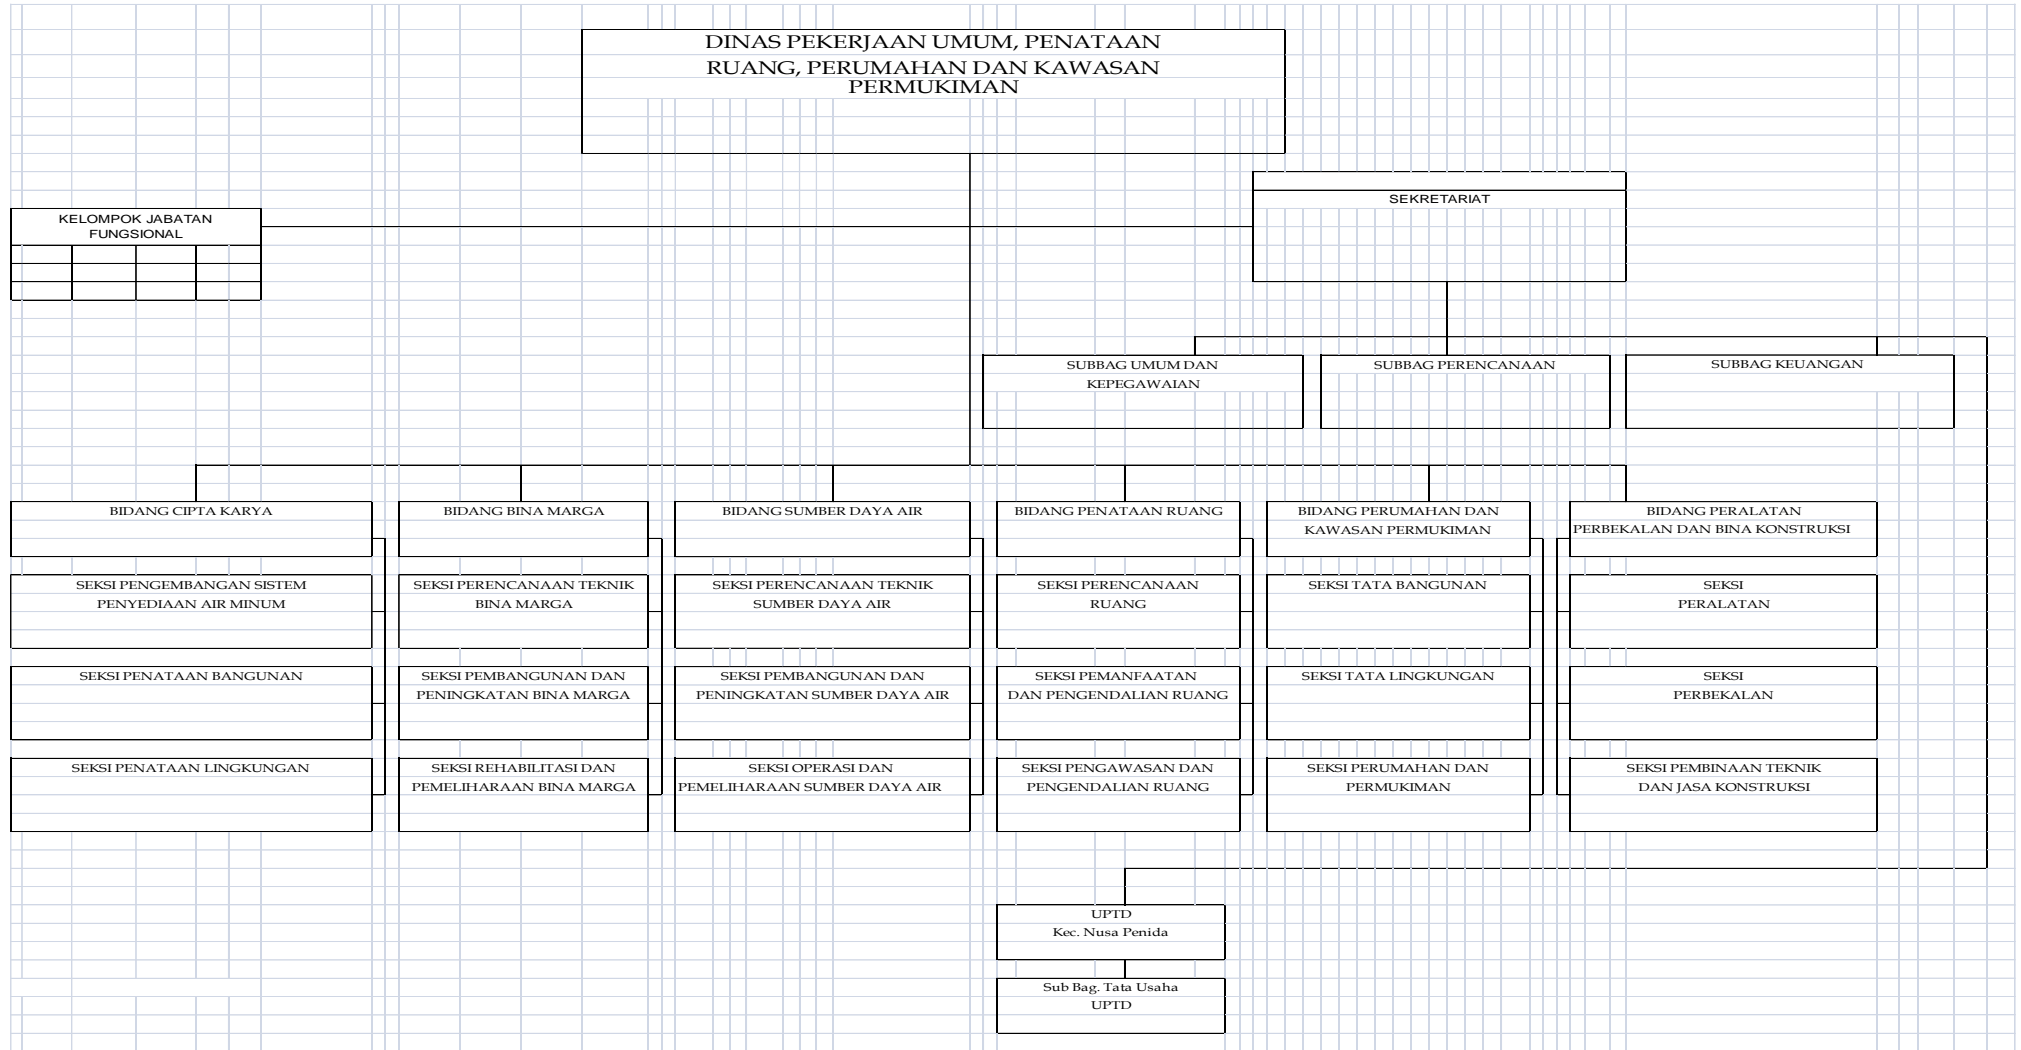 DINAS PEKERJAAN UMUM, PENATAAN
RUANG, PERUMAHAN DAN KAWASAN
PERMUKIMAN
SEKRETARIAT
KELOMPOK JABATAN
FUNGSIONAL
SUBBAG UMUM DAN
KEPEGAWAIAN
SUBBAG PERENCANAAN
SUBBAG KEUANGAN
BIDANG CIPTA KARYA
BIDANG BINA MARGA
BIDANG SUMBER DAYA AIR
BIDANG PENATAAN RUANG
BIDANG PERUMAHAN DAN
KAWASAN PERMUKIMAN
BIDANG PERALATAN
PERBEKALAN DAN BINA KONSTRUKSI
SEKSI PENGEMBANGAN SISTEM
PENYEDIAAN AIR MINUM
SEKSI PERENCANAAN TEKNIK
BINA MARGA
SEKSI PERENCANAAN TEKNIK
SUMBER DAYA AIR
SEKSI PERENCANAAN
RUANG
SEKSI TATA BANGUNAN
SEKSI
PERALATAN
SEKSI PENATAAN BANGUNAN
SEKSI PEMBANGUNAN DAN
PENINGKATAN BINA MARGA
SEKSI PEMBANGUNAN DAN
PENINGKATAN SUMBER DAYA AIR
SEKSI PEMANFAATAN
DAN PENGENDALIAN RUANG
SEKSI TATA LINGKUNGAN
SEKSI
PERBEKALAN
SEKSI PENATAAN LINGKUNGAN
SEKSI REHABILITASI DAN
PEMELIHARAAN BINA MARGA
SEKSI OPERASI DAN
PEMELIHARAAN SUMBER DAYA AIR
SEKSI PENGAWASAN DAN
PENGENDALIAN RUANG
SEKSI PERUMAHAN DAN
PERMUKIMAN
SEKSI PEMBINAAN TEKNIK
DAN JASA KONSTRUKSI
UPTD
Kec. Nusa Penida
Sub Bag. Tata Usaha
UPTD